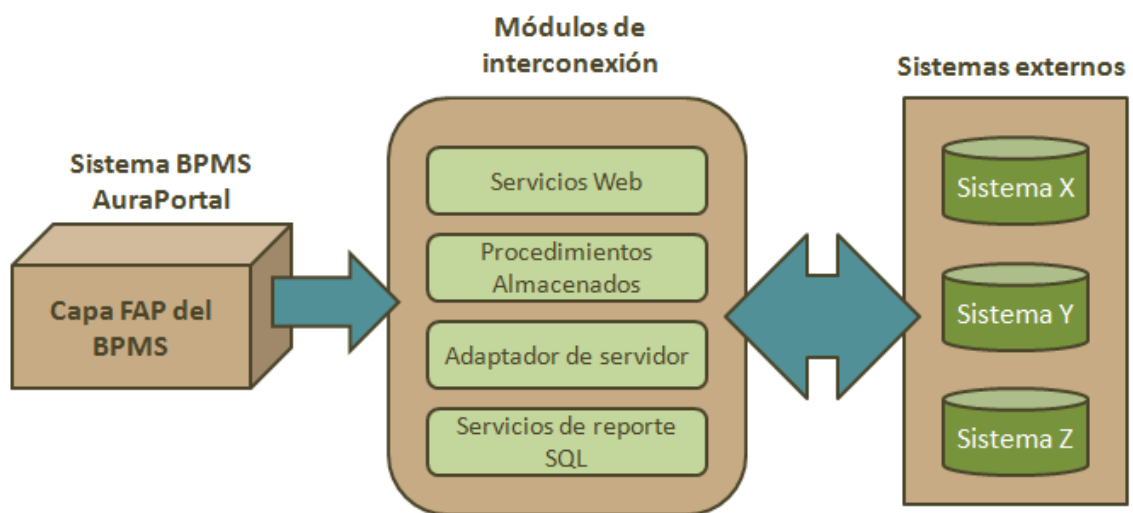 Sistema BPMS
AuraPortal
Capa FAP del
BPMS
Módulos de
interconexión
Servicios Web
Procedimientos
Almacenados
Adaptador de servidor
Servicios de reporte
SQL
Sistemas externos
Sistema X
Sistema Y
Sistema Z